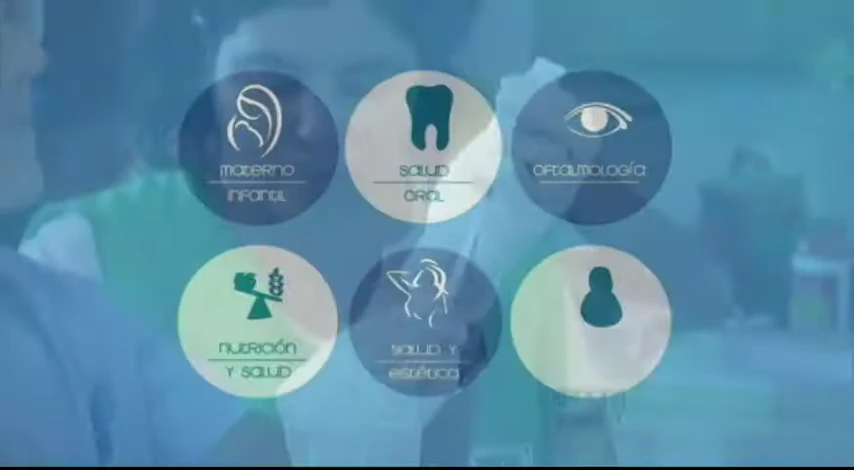 materno
infantil
salud
oral
oftalmología
nutrición
y salud
salud y
estética